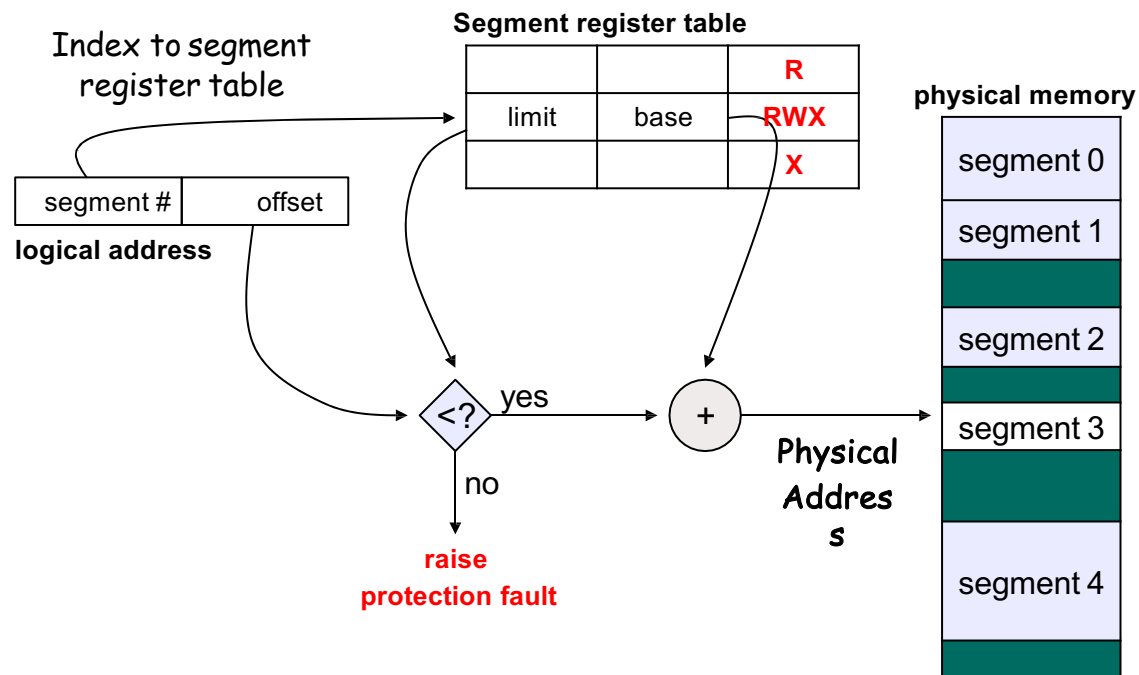 Segment register table
Index to segment
register table
R
limit base RWX
X
physical memory
segment 0
segment # offset
logical address
segment 1
segment 2
<? yes
+
segment 3
no
Physical
Addres
s
raise
protection fault
segment 4